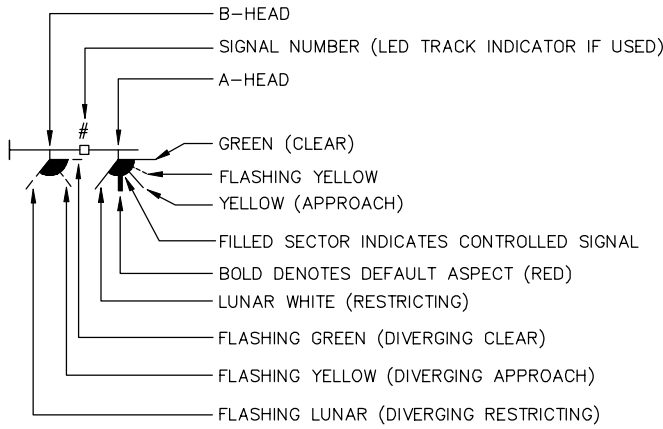 B-HEAD
SIGNAL NUMBER (LED TRACK INDICATOR IF USED)
A-HEAD
#
GREEN (CLEAR)
FLASHING YELLOW
YELLOW (APPROACH)
FILLED SECTOR INDICATES CONTROLLED SIGNAL
BOLD DENOTES DEFAULT ASPECT (RED)
LUNAR WHITE (RESTRICTING)
FLASHING GREEN (DIVERGING CLEAR)
FLASHING YELLOW (DIVERGING APPROACH)
FLASHING LUNAR (DIVERGING RESTRICTING)